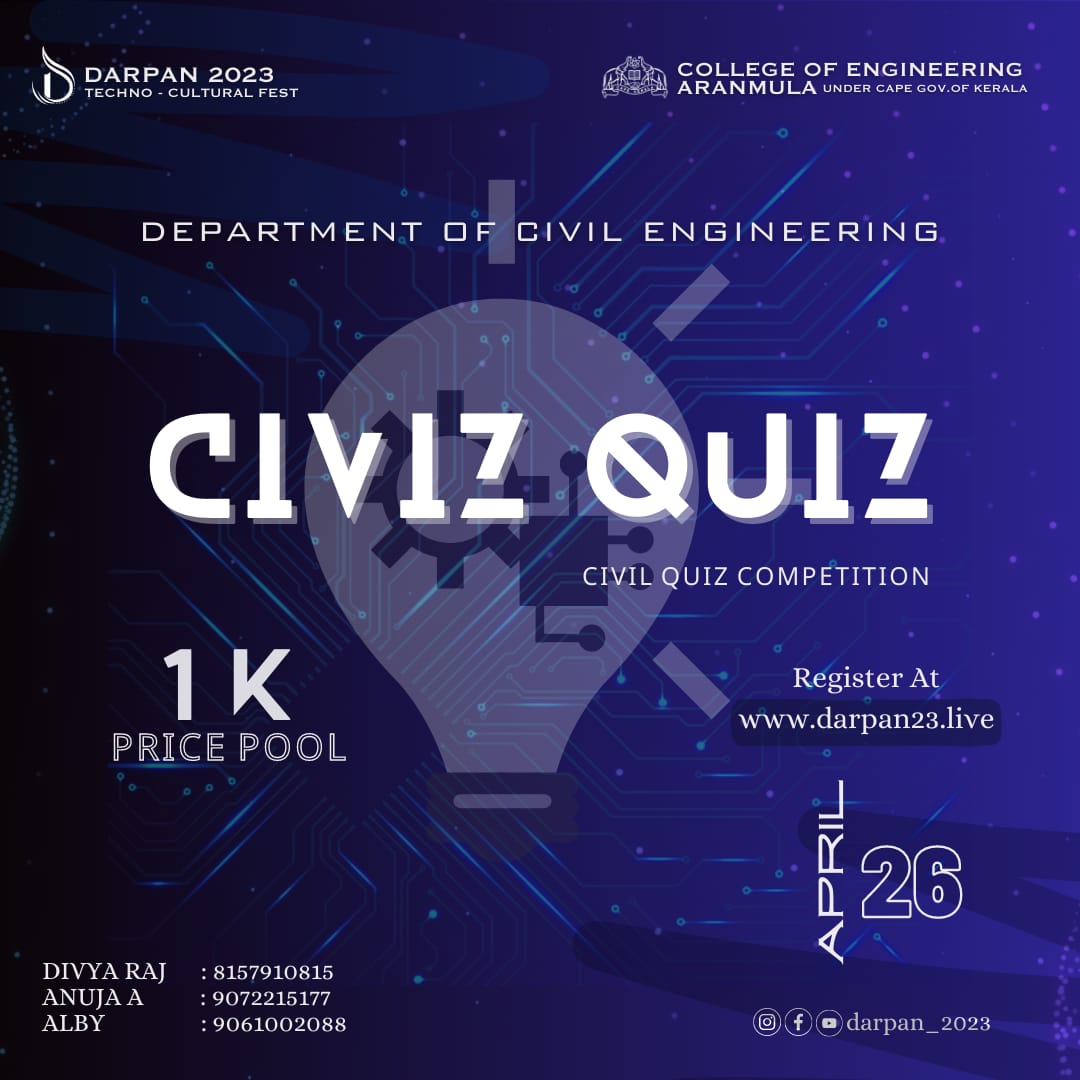 DARPAN 2023
TECHNO - CULTURAL FEST
COLLEGE OF ENGINEERING
ARANMULA UNDER CAPE GOV.OF KERALA
DEPARTMENT OF CIVIL ENGINEERING
CIVIZ QUIZ
CIVIL QUIZ COMPETITION
1 K
PRICE POOL
Register At
www.darpan23.live
APRIL 26
DIVYA RAJ : 8157910815
ANUJA A : 9072215177
ALBY : 9061002088
darpan_2023